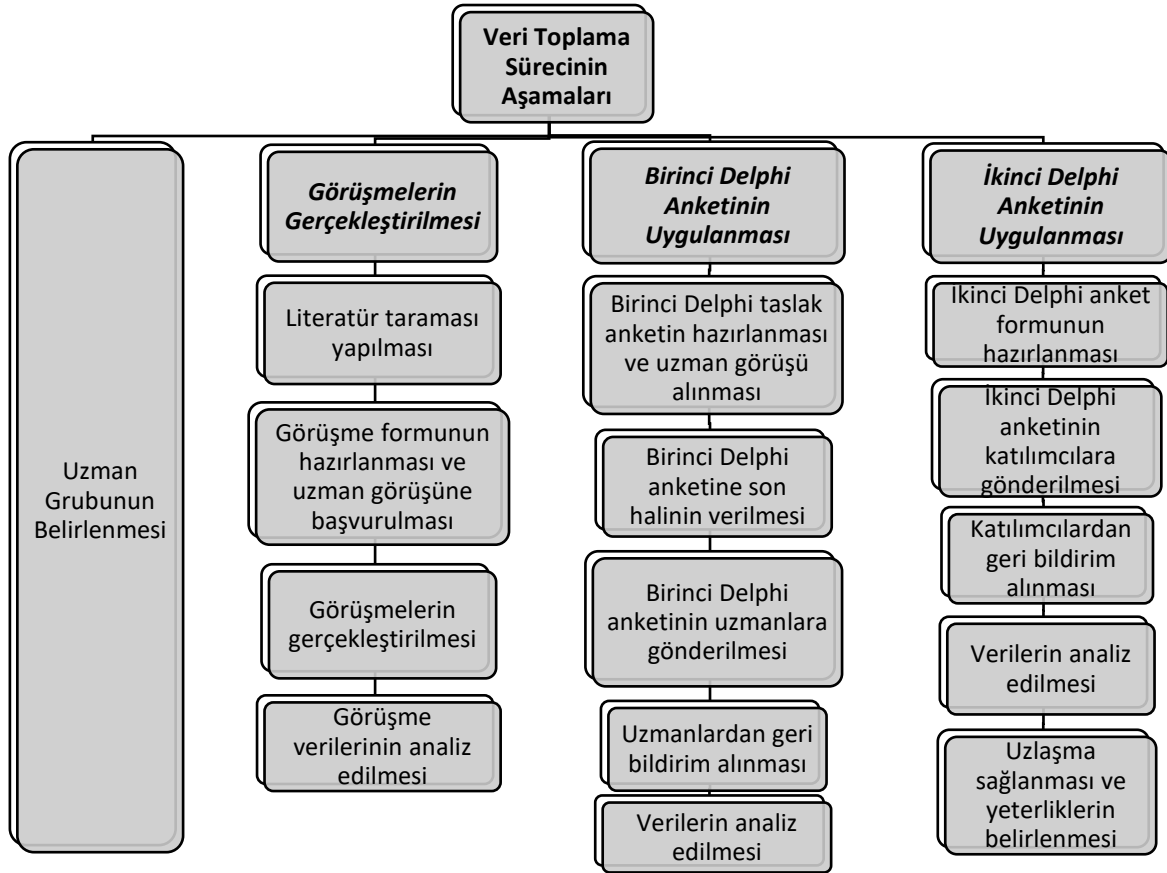 Veri Toplama
Sürecinin
Aşamaları
Uzman
Grubunun
Belirlenmesi
Görüşmelerin
Gerçekleştirilmesi
Literatür taraması
yapılması
Görüşme formunun
hazırlanması ve
uzman görüşüne
başvurulması
Görüşmelerin
gerçekleştirilmesi
Görüşme
verilerinin analiz
edilmesi
Birinci Delphi
Anketinin
Uygulanması
Birinci Delphi taslak
anketin hazırlanması
ve uzman görüşü
alınması
Birinci Delphi
anketine son
halinin verilmesi
Birinci Delphi
anketinin uzmanlara
gönderilmesi
Uzmanlardan geri
bildirim alınması
Verilerin analiz
edilmesi
İkinci Delphi
Anketinin
Uygulanması
İkinci Delphi anket
formunun
hazırlanması
İkinci Delphi
anketinin
katılımcılara
gönderilmesi
Katılımcılardan
geri bildirim
alınması
Verilerin analiz
edilmesi
Uzlaşma
sağlanması ve
yeterliklerin
belirlenmesi